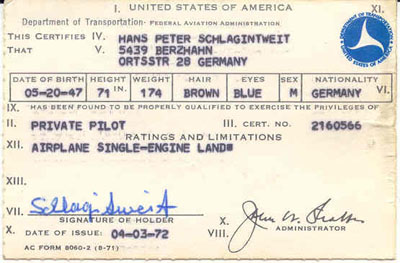 I. UNITED STATES OF AMERICA XI.
Department of Transportation - FEDERAL AVIATION ADMINISTRATION
THIS CERTIFIES IV. HANS PETER SCHLAGINTWEIT
THAT V. 5439 BERZHAHN
ORTSSTR 28 GERMANY
DATE OF BIRTH HEIGHT WEIGHT HAIR EYES SEX NATIONALITY VI.
05-20-47 71 IN. 174 BROWN BLUE M GERMANY
IX. HAS BEEN FOUND TO BE PROPERLY QUALIFIED TO EXERCISE THE PRIVILEGES OF
II. PRIVATE PILOT III. CERT. NO. 2160566
RATINGS AND LIMITATIONS
XII. AIRPLANE SINGLE-ENGINE LAND
XIII.
VII. Schlagintweit
SIGNATURE OF HOLDER
X. DATE OF ISSUE: 04-03-72
X.
VIII. ADMINISTRATOR
AC FORM 8060-2 (8-71)